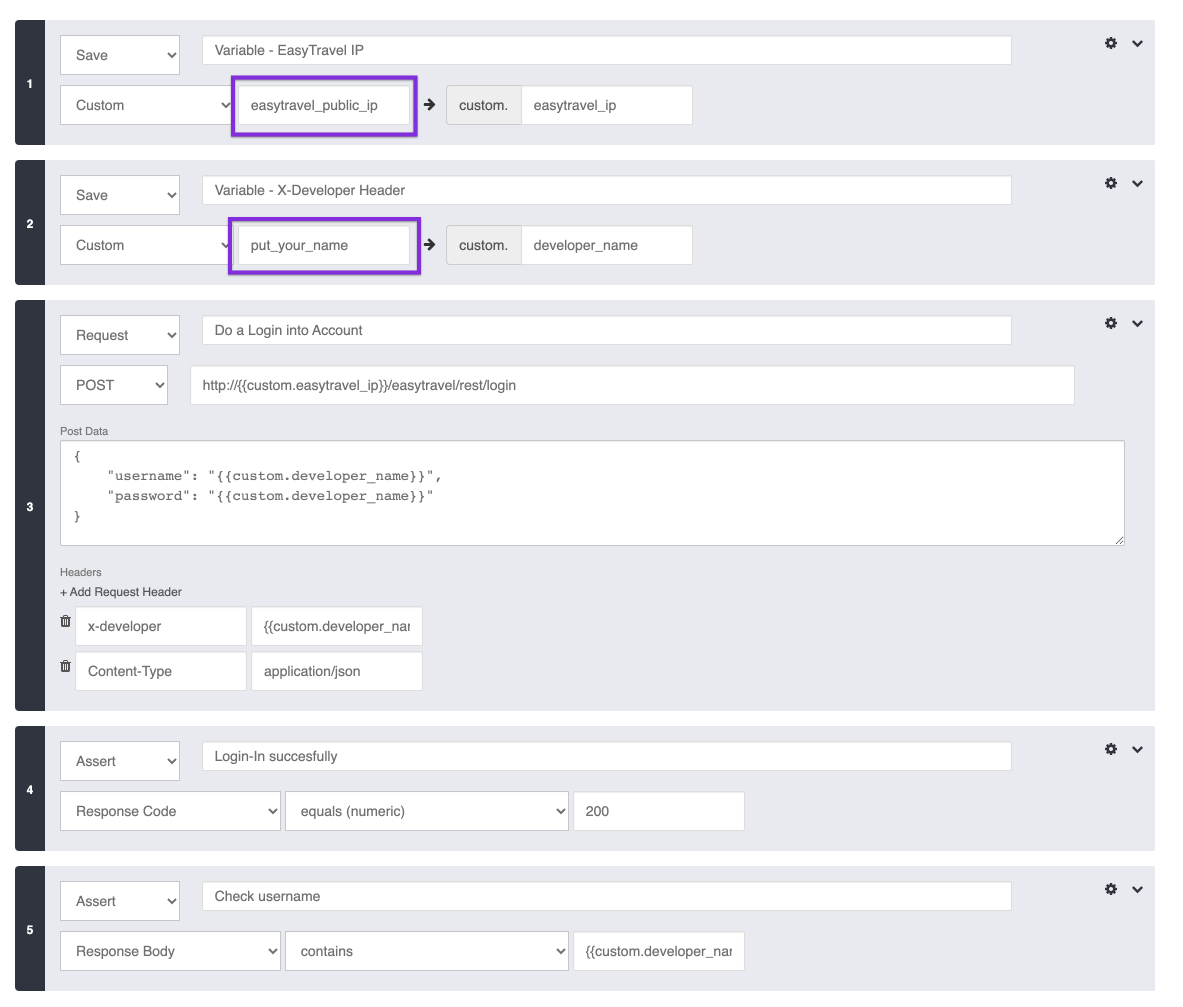 1
Save
Variable - EasyTravel IP
Custom
easytravel_public_ip
custom.
easytravel_ip
2
Save
Variable - X-Developer Header
Custom
put_your_name
custom.
developer_name
3
Request
Do a Login into Account
POST
http://{{custom.easytravel_ip}}/easytravel/rest/login
Post Data
{
"username": "{{custom.developer_name}}",
"password": "{{custom.developer_name}}"
}
Headers
+ Add Request Header
x-developer
{{custom.developer_nar
Content-Type
application/json
4
Assert
Login-In succesfully
Response Code
equals (numeric)
200
5
Assert
Check username
Response Body
contains
{{custom.developer_nar